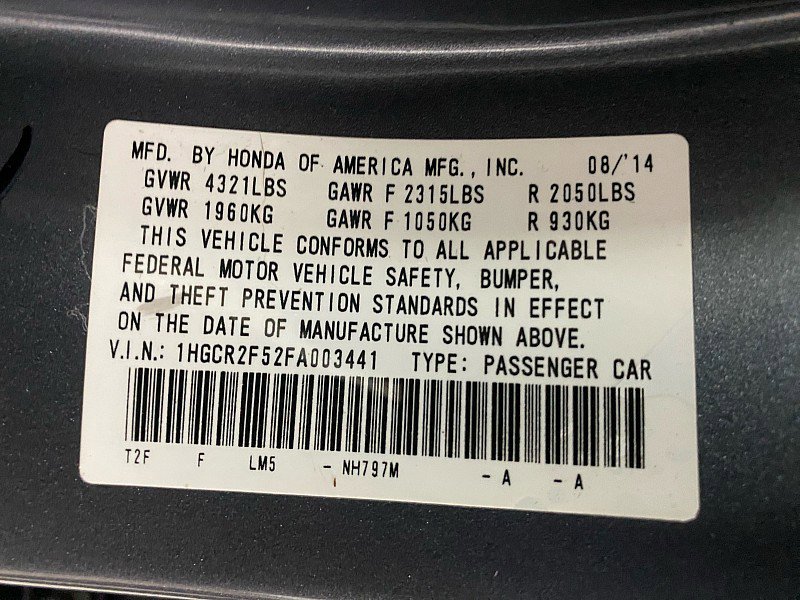 MFD. BY HONDA OF AMERICA MFG., INC. 08/'14
GVWR 4321LBS GAWR F 2315LBS R 2050LBS
GVWR 1960KG GAWR F 1050KG R 930KG
THIS VEHICLE CONFORMS TO ALL APPLICABLE
FEDERAL MOTOR VEHICLE SAFETY, BUMPER,
AND THEFT PREVENTION STANDARDS IN EFFECT
ON THE DATE OF MANUFACTURE SHOWN ABOVE.
V.I.N.: 1HGCR2F52FA003441 TYPE: PASSENGER CAR
T2F F LM5 - NH797M - A - A